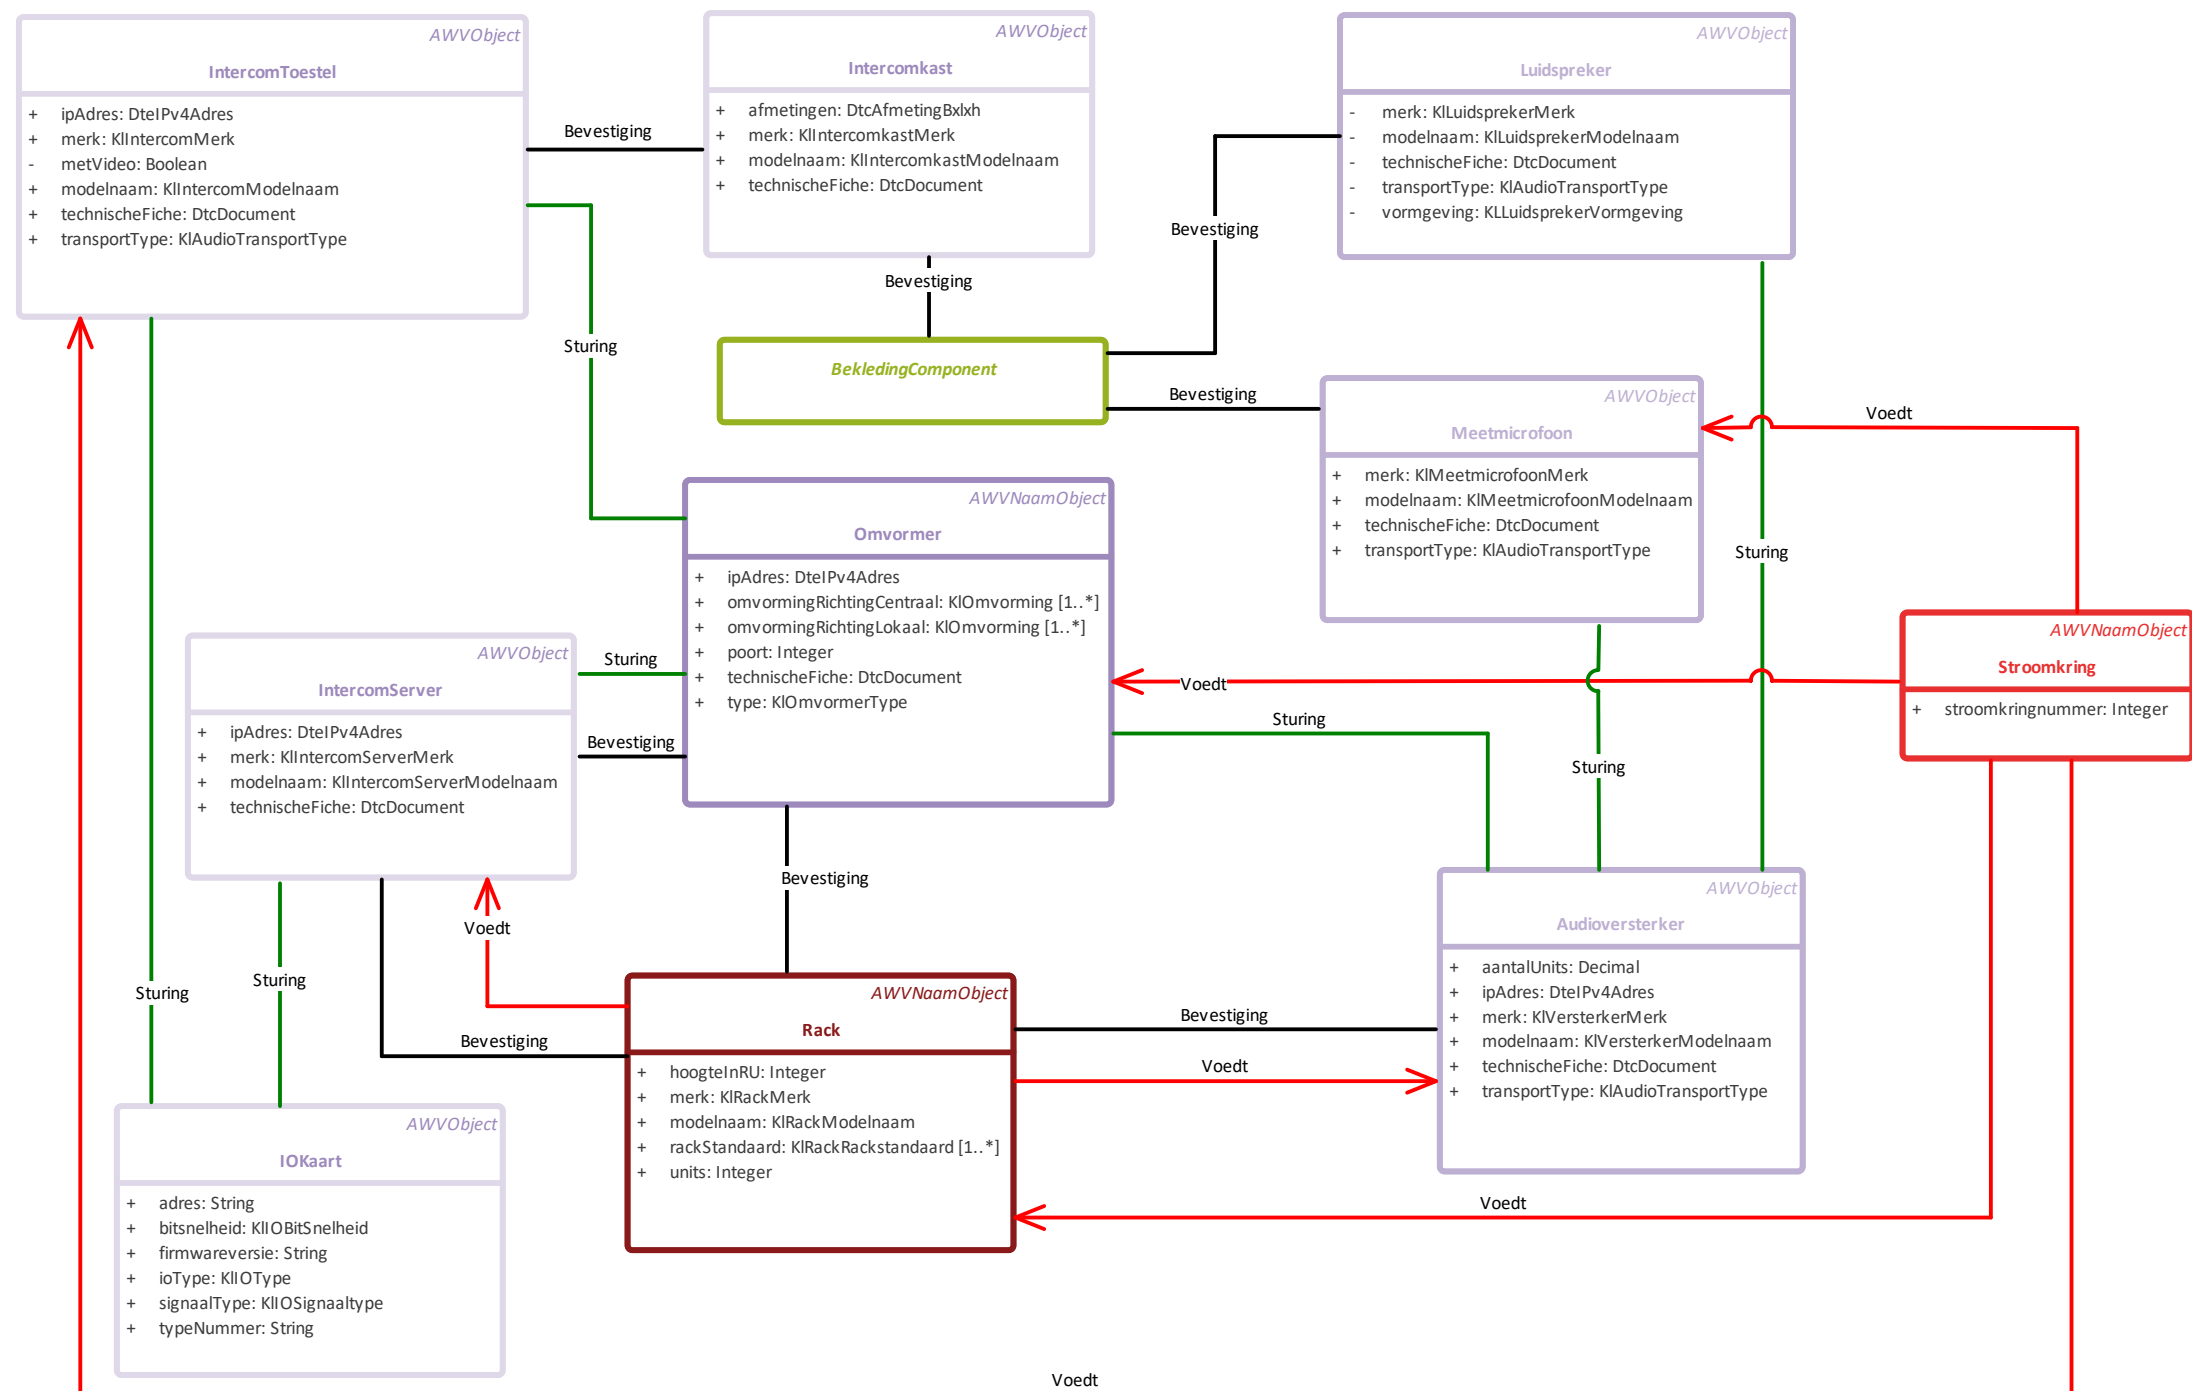 AWVObject
IntercomToestel
+ ipAdres: DteIPv4Adres
+ merk: KlIntercomMerk
- metVideo: Boolean
+ modelnaam: KlIntercomModelnaam
+ technischeFiche: DtcDocument
+ transportType: KlAudioTransportType
Bevestiging
AWVObject
Intercomkast
+ afmetingen: DtcAfmetingBxlxh
+ merk: KlIntercomkastMerk
+ modelnaam: KlIntercomkastModelnaam
+ technischeFiche: DtcDocument
AWVObject
Luidspreker
- merk: KlLuidsprekerMerk
- modelnaam: KlLuidsprekerModelnaam
- technischeFiche: DtcDocument
- transportType: KlAudioTransportType
- vormgeving: KLLuidsprekerVormgeving
Bevestiging
Bevestiging
Sturing
BekledingComponent
Bevestiging
AWVObject
Meetmicrofoon
+ merk: KlMeetmicrofoonMerk
+ modelnaam: KlMeetmicrofoonModelnaam
+ technischeFiche: DtcDocument
+ transportType: KlAudioTransportType
Voedt
Sturing
AWVNaamObject
Omvormer
+ ipAdres: DteIPv4Adres
+ omvormingRichtingCentraal: KlOmvorming [1..*]
+ omvormingRichtingLokaal: KlOmvorming [1..*]
+ poort: Integer
+ technischeFiche: DtcDocument
+ type: KlOmvormerType
AWVNaamObject
Stroomkring
+ stroomkringnummer: Integer
AWVObject
IntercomServer
+ ipAdres: DteIPv4Adres
+ merk: KlIntercomServerMerk
+ modelnaam: KlIntercomServerModelnaam
+ technischeFiche: DtcDocument
Sturing
Bevestiging
Voedt
Sturing
Sturing
Bevestiging
Voedt
Sturing
Sturing
Bevestiging
AWVNaamObject
Rack
+ hoogteInRU: Integer
+ merk: KlRackMerk
+ modelnaam: KlRackModelnaam
+ rackStandaard: KlRackRackstandaard [1..*]
+ units: Integer
Bevestiging
Voedt
AWVObject
Audioversterker
+ aantalUnits: Decimal
+ ipAdres: DteIPv4Adres
+ merk: KlVersterkerMerk
+ modelnaam: KlVersterkerModelnaam
+ technischeFiche: DtcDocument
+ transportType: KlAudioTransportType
AWVObject
IOKaart
+ adres: String
+ bitsnelheid: KlIOBitSnelheid
+ firmwareversie: String
+ ioType: KlIOType
+ signaalType: KlIOSignaaltype
+ typeNummer: String
Voedt
Voedt